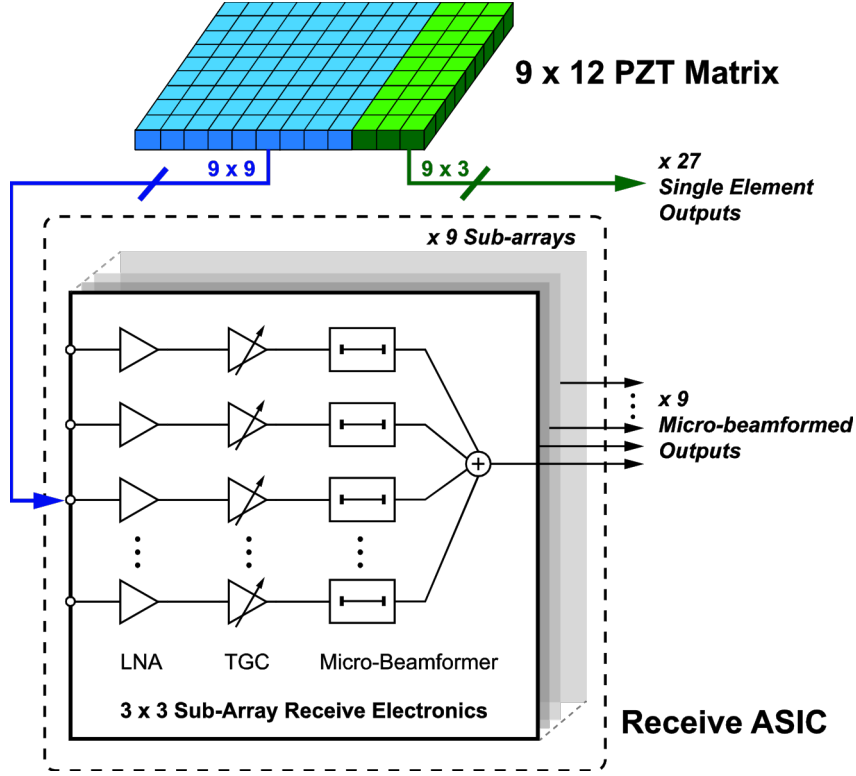 9 x 12 PZT Matrix
9 x 9
9 x 3
x 27
Single Element
Outputs
x 9 Sub-arrays
x 9
Micro-beamformed
Outputs
LNA
TGC
Micro-Beamformer
3 x 3 Sub-Array Receive Electronics
Receive ASIC